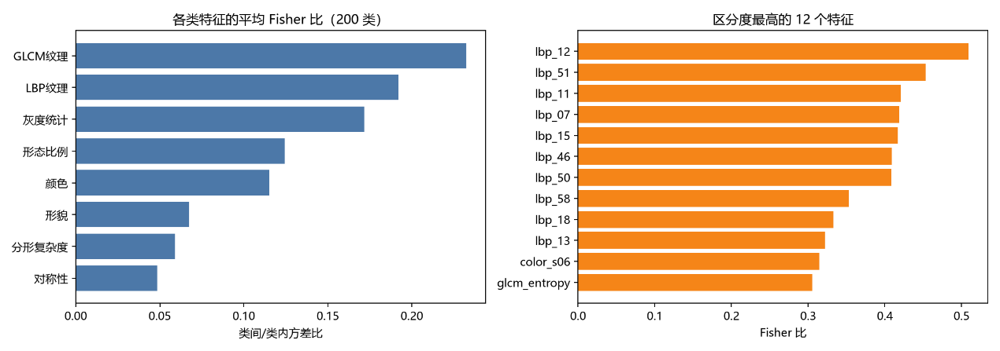 各类特征的平均 Fisher 比（200 类）
GLCM纹理
LBP纹理
灰度统计
形态比例
颜色
形貌
分形复杂度
对称性
0.00 0.05 0.10 0.15 0.20
类间/类内方差比
区分度最高的 12 个特征
lbp_12
lbp_51
lbp_11
lbp_07
lbp_15
lbp_46
lbp_50
lbp_58
lbp_18
lbp_13
color_s06
glcm_entropy
0.0 0.1 0.2 0.3 0.4 0.5
Fisher 比